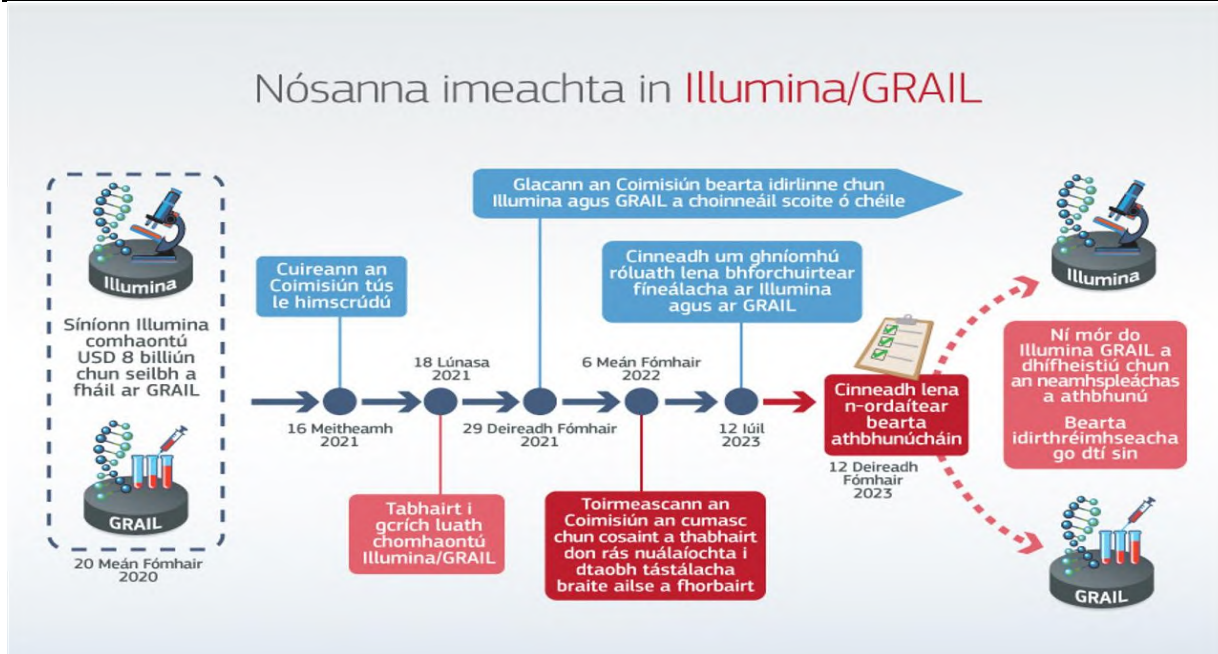 Nósanna imeachta in Illumina/GRAIL
Illumina
Síníonn Illumina
comhaontú
USD 8 billiún
chun seilbh a
fháil ar GRAIL
GRAIL
20 Meán Fómhair
2020
Cuireann an
Coimisiún tús
le himscrúdú
16 Meitheamh
2021
18 Lúnasa
2021
Tabhairt i
gcrích luath
chomhaontú
Illumina/GRAIL
Glacann an Coimisiún bearta idirlinne chun
Illumina agus GRAIL a choinneáil scoite ó chéile
29 Deireadh Fómhair
2021
6 Meán Fómhair
2022
Toirmeascann an
Coimisiún an cumasc
chun cosaint a thabhairt
don rás nuálaíochta i
dtaobh tástálacha
braite ailse a fhorbairt
Cinneadh um ghníomhú
róluath lena bhforchuirtear
fíneálacha ar Illumina
agus ar GRAIL
12 Iúil
2023
Cinneadh lena
n-ordaítear
bearta
athbhunúcháin
12 Deireadh
Fómhair
2023
Illumina
Ní mór do
Illumina GRAIL a
dhífheistiú chun
an neamhspleáchas
a athbhunú
Bearta
idirthréimhseacha
go dtí sin
GRAIL